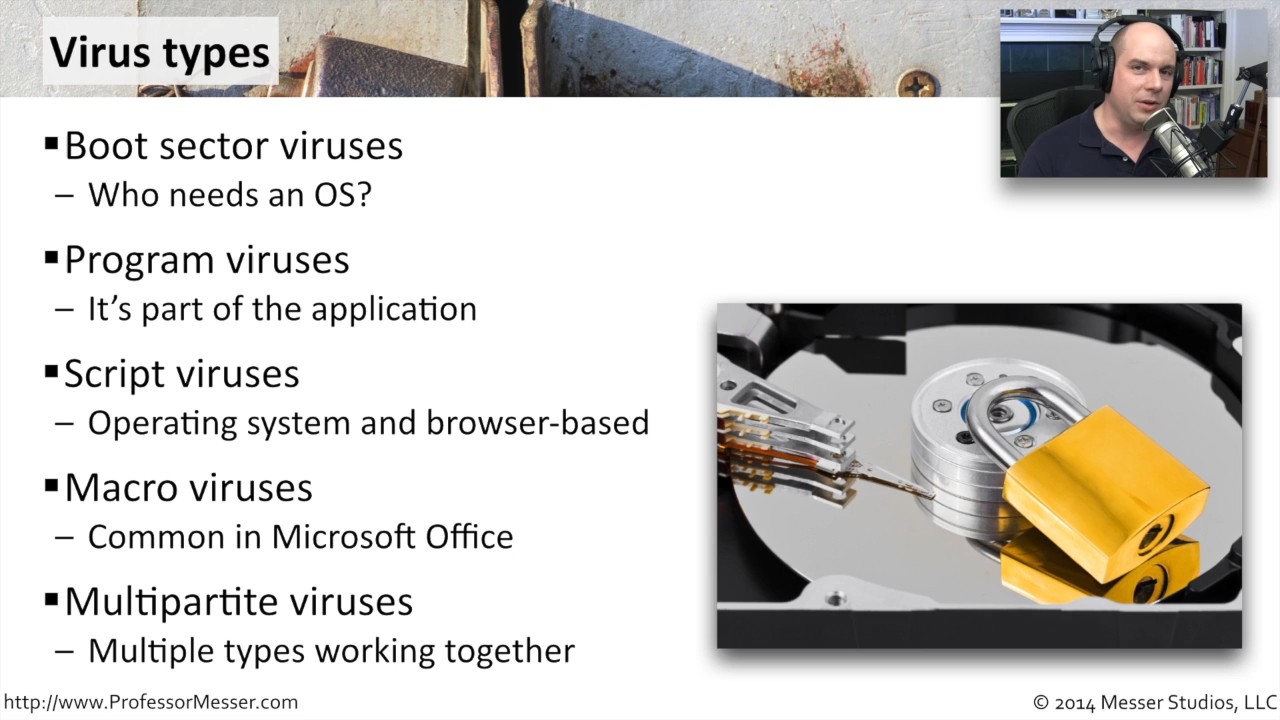 Virus types
▪Boot sector viruses
– Who needs an OS?
▪Program viruses
– It’s part of the application
▪Script viruses
– Operating system and browser-based
▪Macro viruses
– Common in Microsoft Office
▪Multipartite viruses
– Multiple types working together
http://www.ProfessorMesser.com
© 2014 Messer Studios, LLC